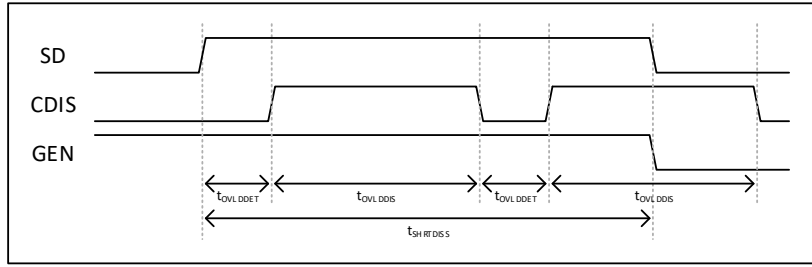 SD
CDIS
GEN
tOVLDDET tOVLDDIS tOVLDDET tOVLDDIS
tSHRTDISS